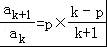 a_{k+1}/a_k = p × (k−p)/(k+1)